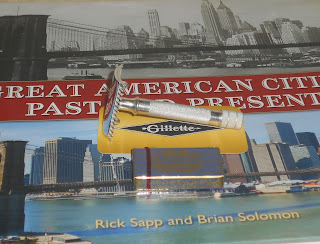 GREAT AMERICAN CITI
PAST PRESENT
Gillette
Rick Sapp and Brian Solomon